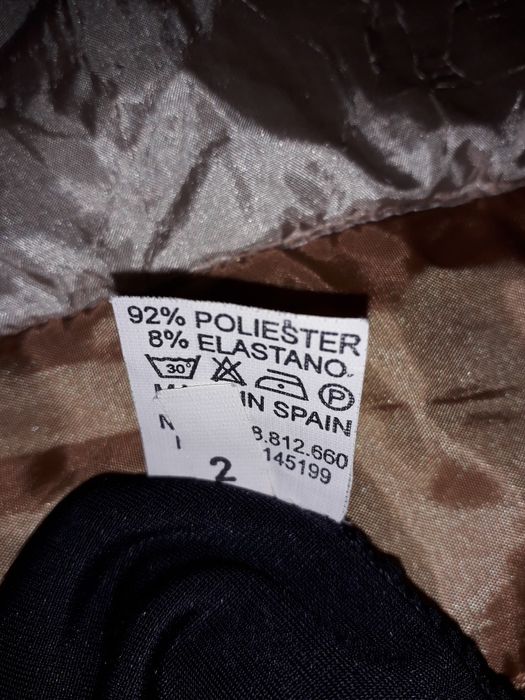 92% POLIESTER
8% ELASTANO
30° P
IN SPAIN
8.812.660
145199
2